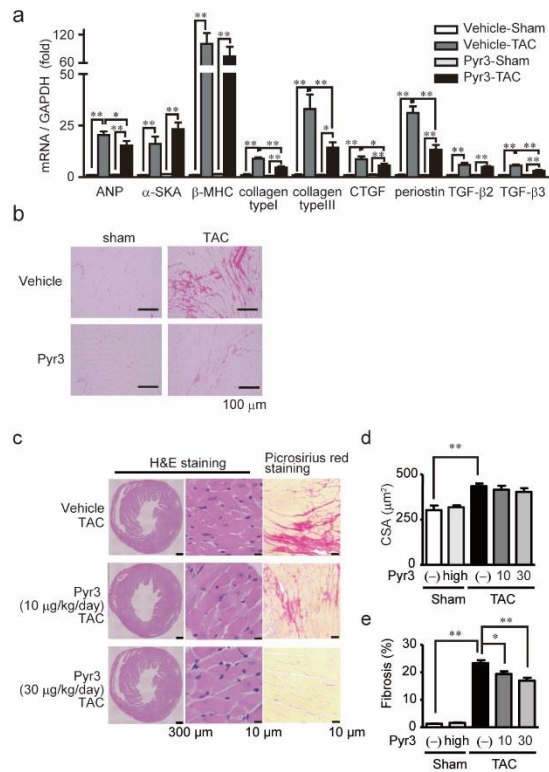 a
120
60
50
25
0
mRNA / GAPDH (fold)
Vehicle-Sham
Vehicle-TAC
Pyr3-Sham
Pyr3-TAC
** ** ** ** ** ** ** **
** * ** ** ** ** ** ** ** ** ** **
** * * ** ** ** ** ** ** **
ANP α-SKA β-MHC collagen typeI collagen typeIII CTGF periostin TGF-β2 TGF-β3
b
sham TAC
Vehicle
Pyr3
100 µm
c
H&E staining
Picrosirius red
staining
Vehicle
TAC
Pyr3
(10 µg/kg/day)
TAC
Pyr3
(30 µg/kg/day)
TAC
300 µm 10 µm 10 µm
d
**
500
250
0
CSA (µm²)
Pyr3 (–) high (–) 10 30
Sham TAC
e
** * **
30
20
10
0
Fibrosis (%)
Pyr3 (–) high (–) 10 30
Sham TAC